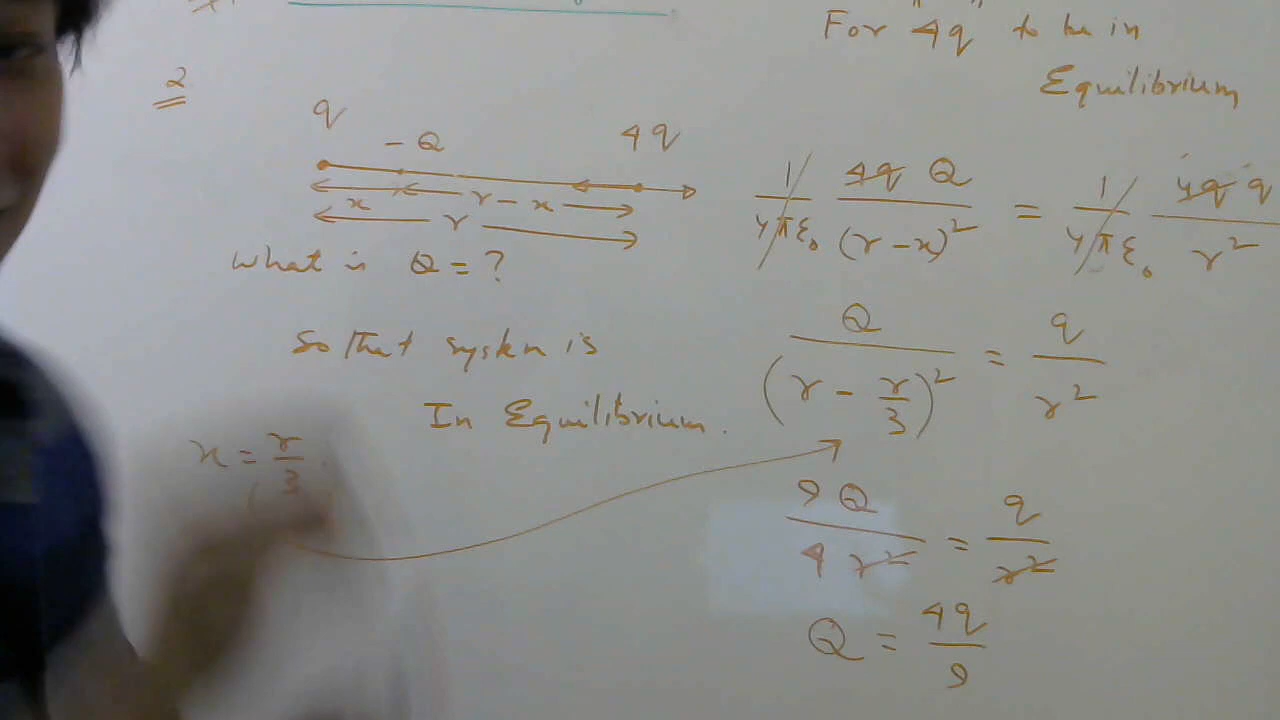 2
q
- Q
4q
x
r - x
r
What is Q = ?
So that system is
In Equilibrium.
x = r/3
For "4q" to be in
Equilibrium
1/4πε₀ 4q Q/(r-x)² = 1/4πε₀ 4q q/r²
Q/(r - r/3)² = q/r²
9Q/4r² = q/r²
Q = 4q/9